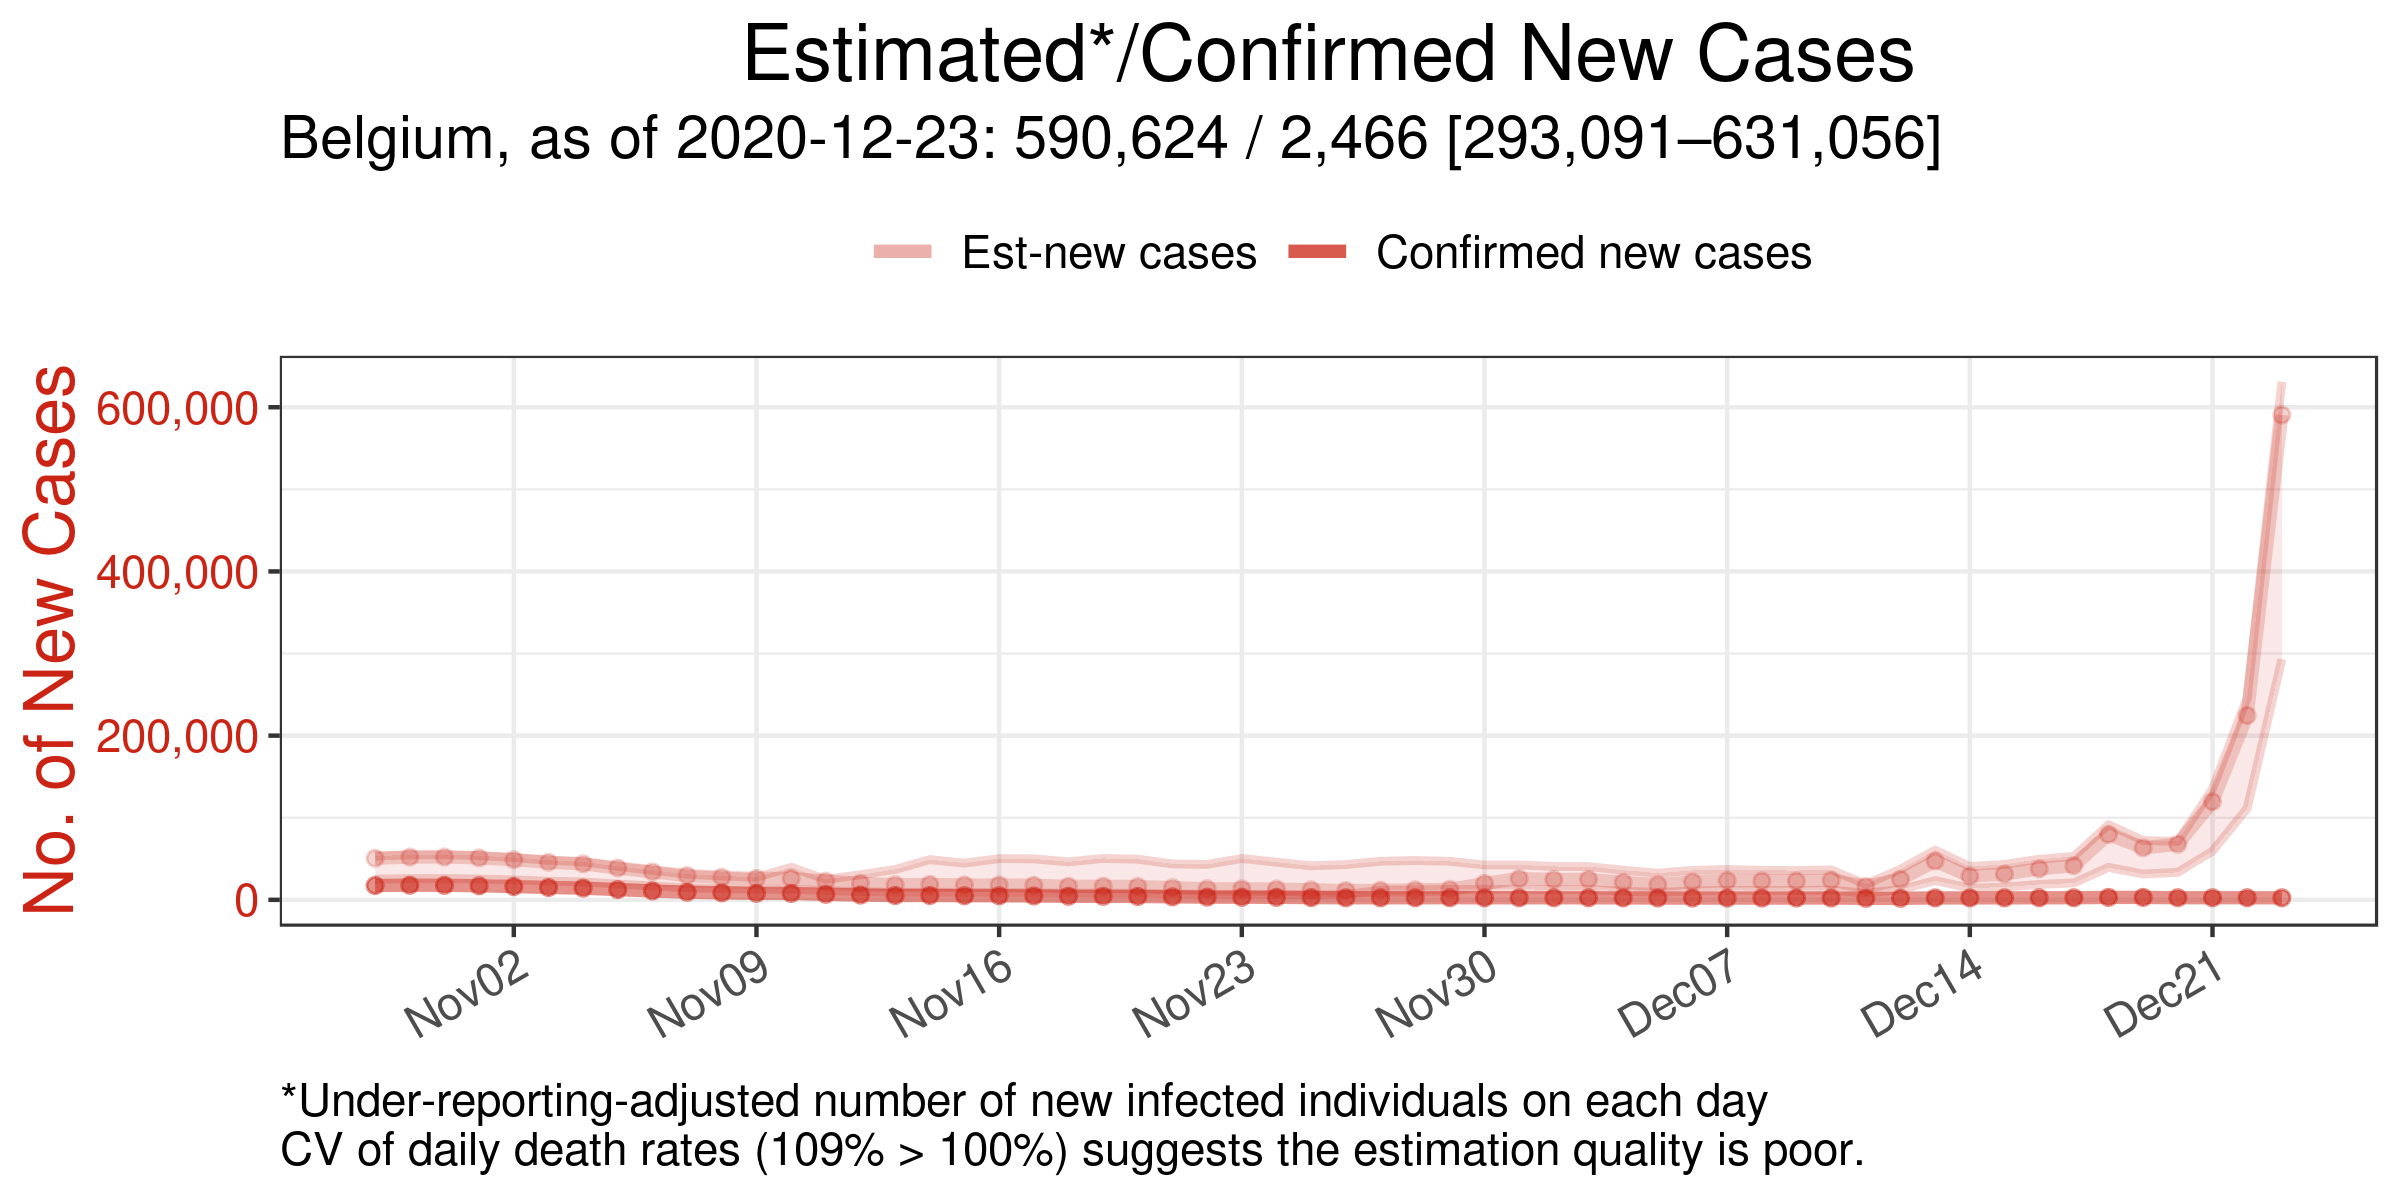 Estimated*/Confirmed New Cases
Belgium, as of 2020-12-23: 590,624 / 2,466 [293,091–631,056]
Est-new cases
Confirmed new cases
No. of New Cases
600,000
400,000
200,000
0
Nov02
Nov09
Nov16
Nov23
Nov30
Dec07
Dec14
Dec21
*Under-reporting-adjusted number of new infected individuals on each day
CV of daily death rates (109% > 100%) suggests the estimation quality is poor.